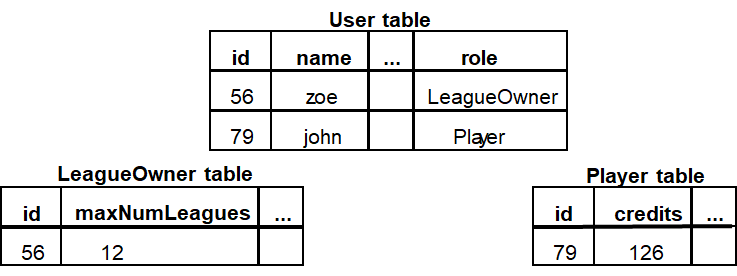 User table
id name ... role
56 zoe LeagueOwner
79 john Player
LeagueOwner table
id maxNumLeagues ...
56 12
Player table
id credits ...
79 126